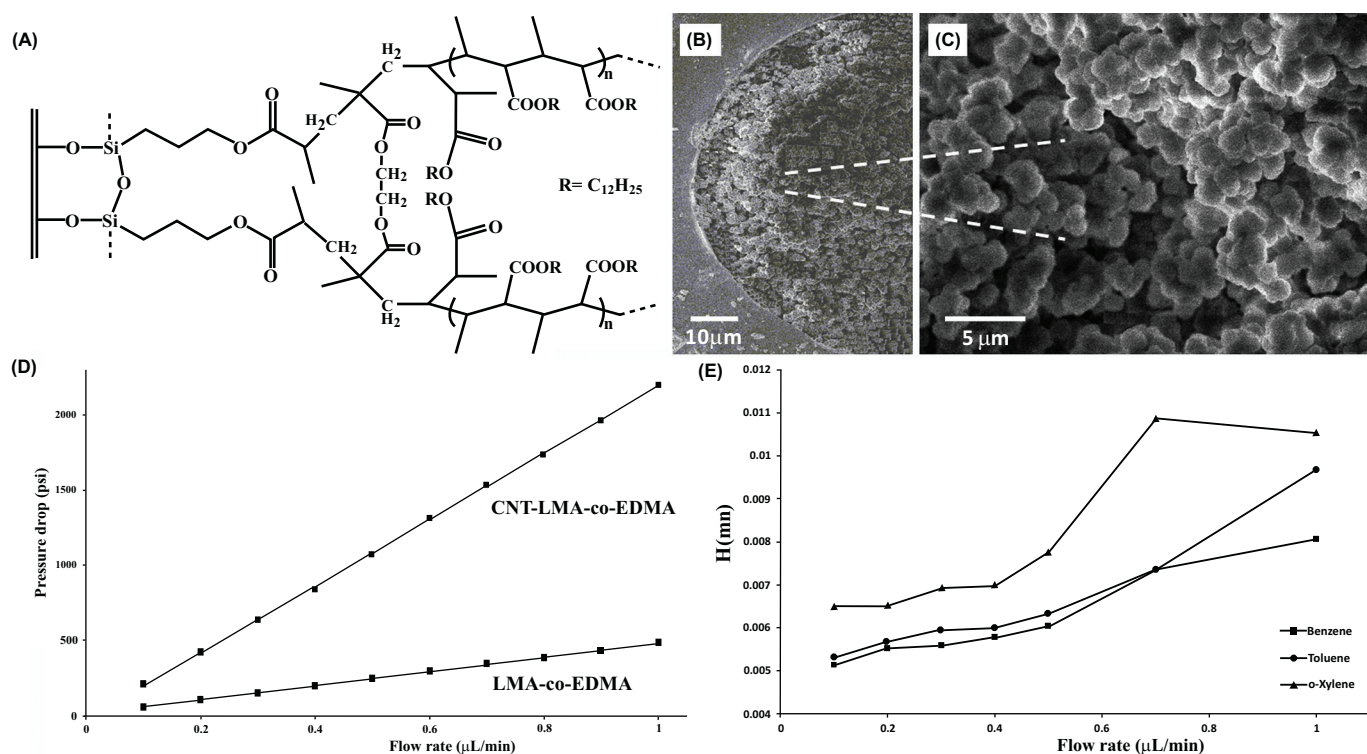 (A)
H2
C
O
O
H2C
O
O
O
Si
O
O
Si
O
O
O
CH2
CH2
O
O
RO
O
RO
O
COOR
COOR
n
R= C12H25
CH2
COOR
COOR
C
H2
n
(B)
10μm
(C)
5 μm
(D)
Pressure drop (psi)
2000
1500
1000
500
0
0
0.2
0.4
0.6
0.8
1
CNT-LMA-co-EDMA
LMA-co-EDMA
Flow rate (μL/min)
(E)
H(mn)
0.012
0.011
0.01
0.009
0.008
0.007
0.006
0.005
0.004
0
0.2
0.4
0.6
0.8
1
Benzene
Toluene
o-Xylene
Flow rate (μL/min)